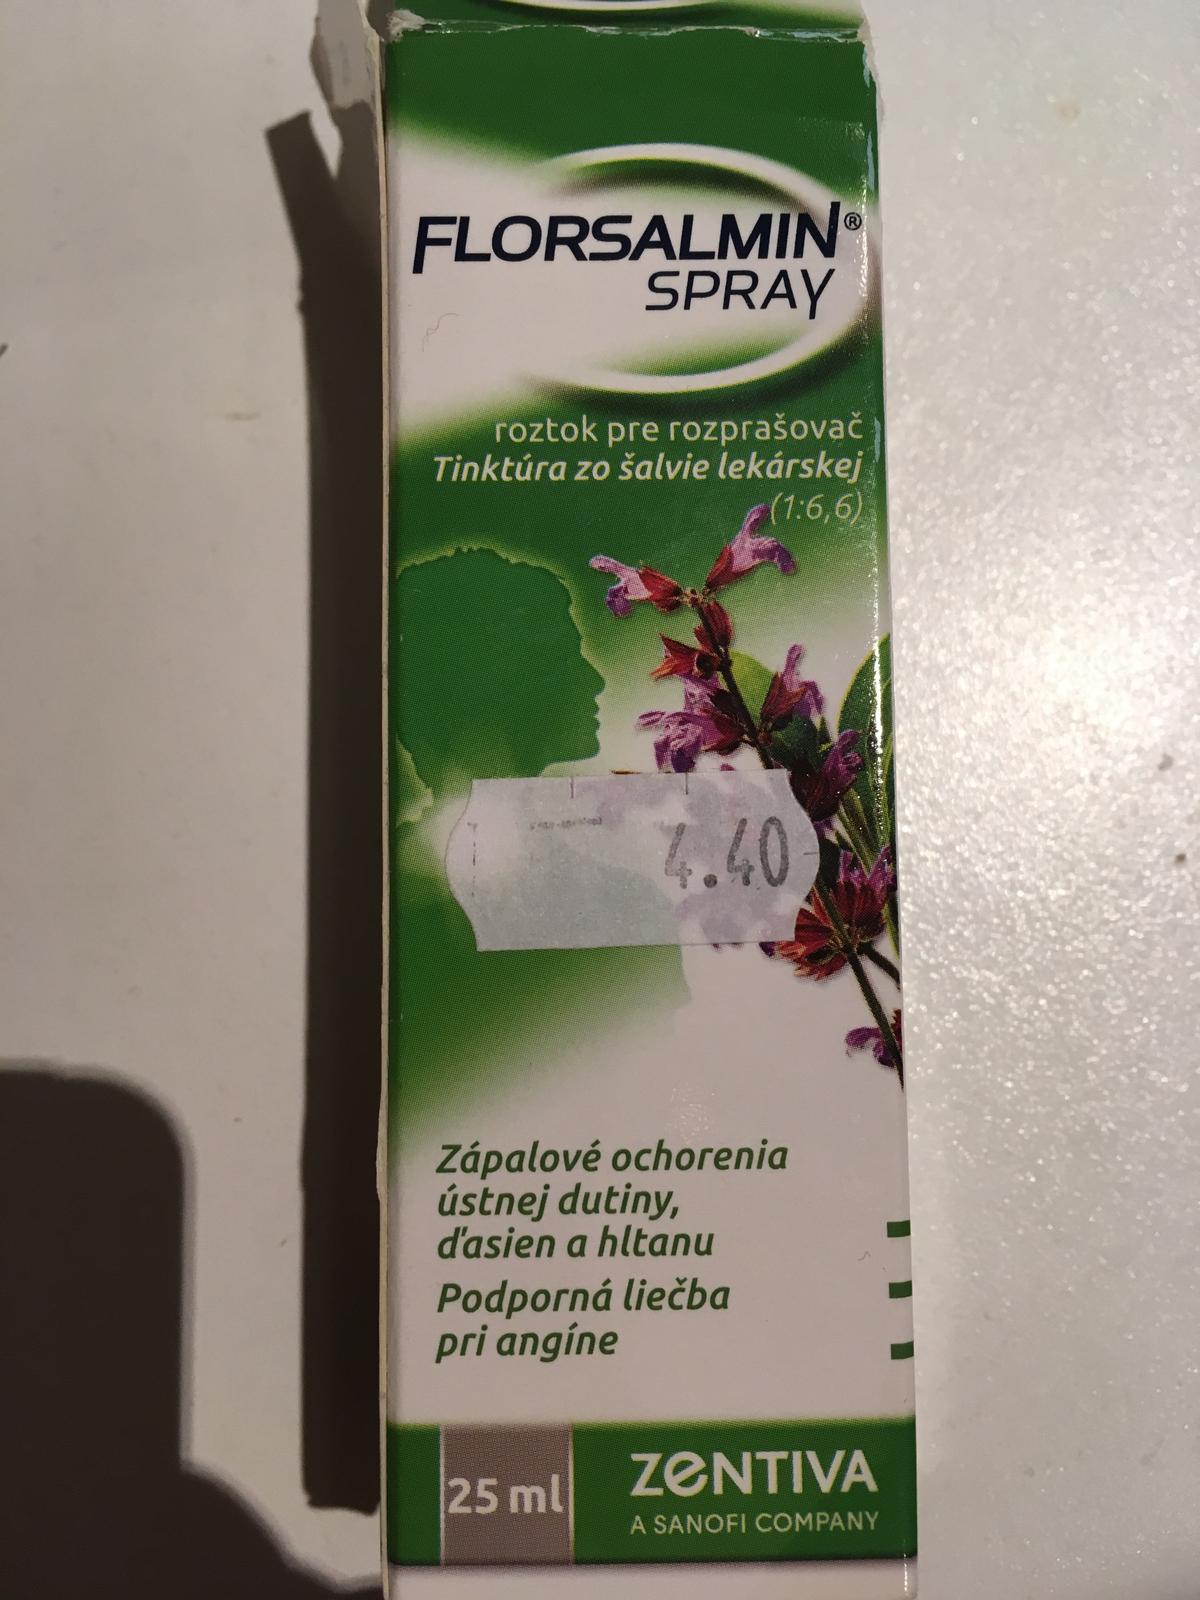 FLORSALMIN®
SPRAY
roztok pre rozprašovač
Tinktúra zo šalvie lekárskej
(1:6,6)
4.40
Zápalové ochorenia
ústnej dutiny,
ďasien a hltanu
Podporná liečba
pri angíne
25 ml
ZENTIVA
A SANOFI COMPANY